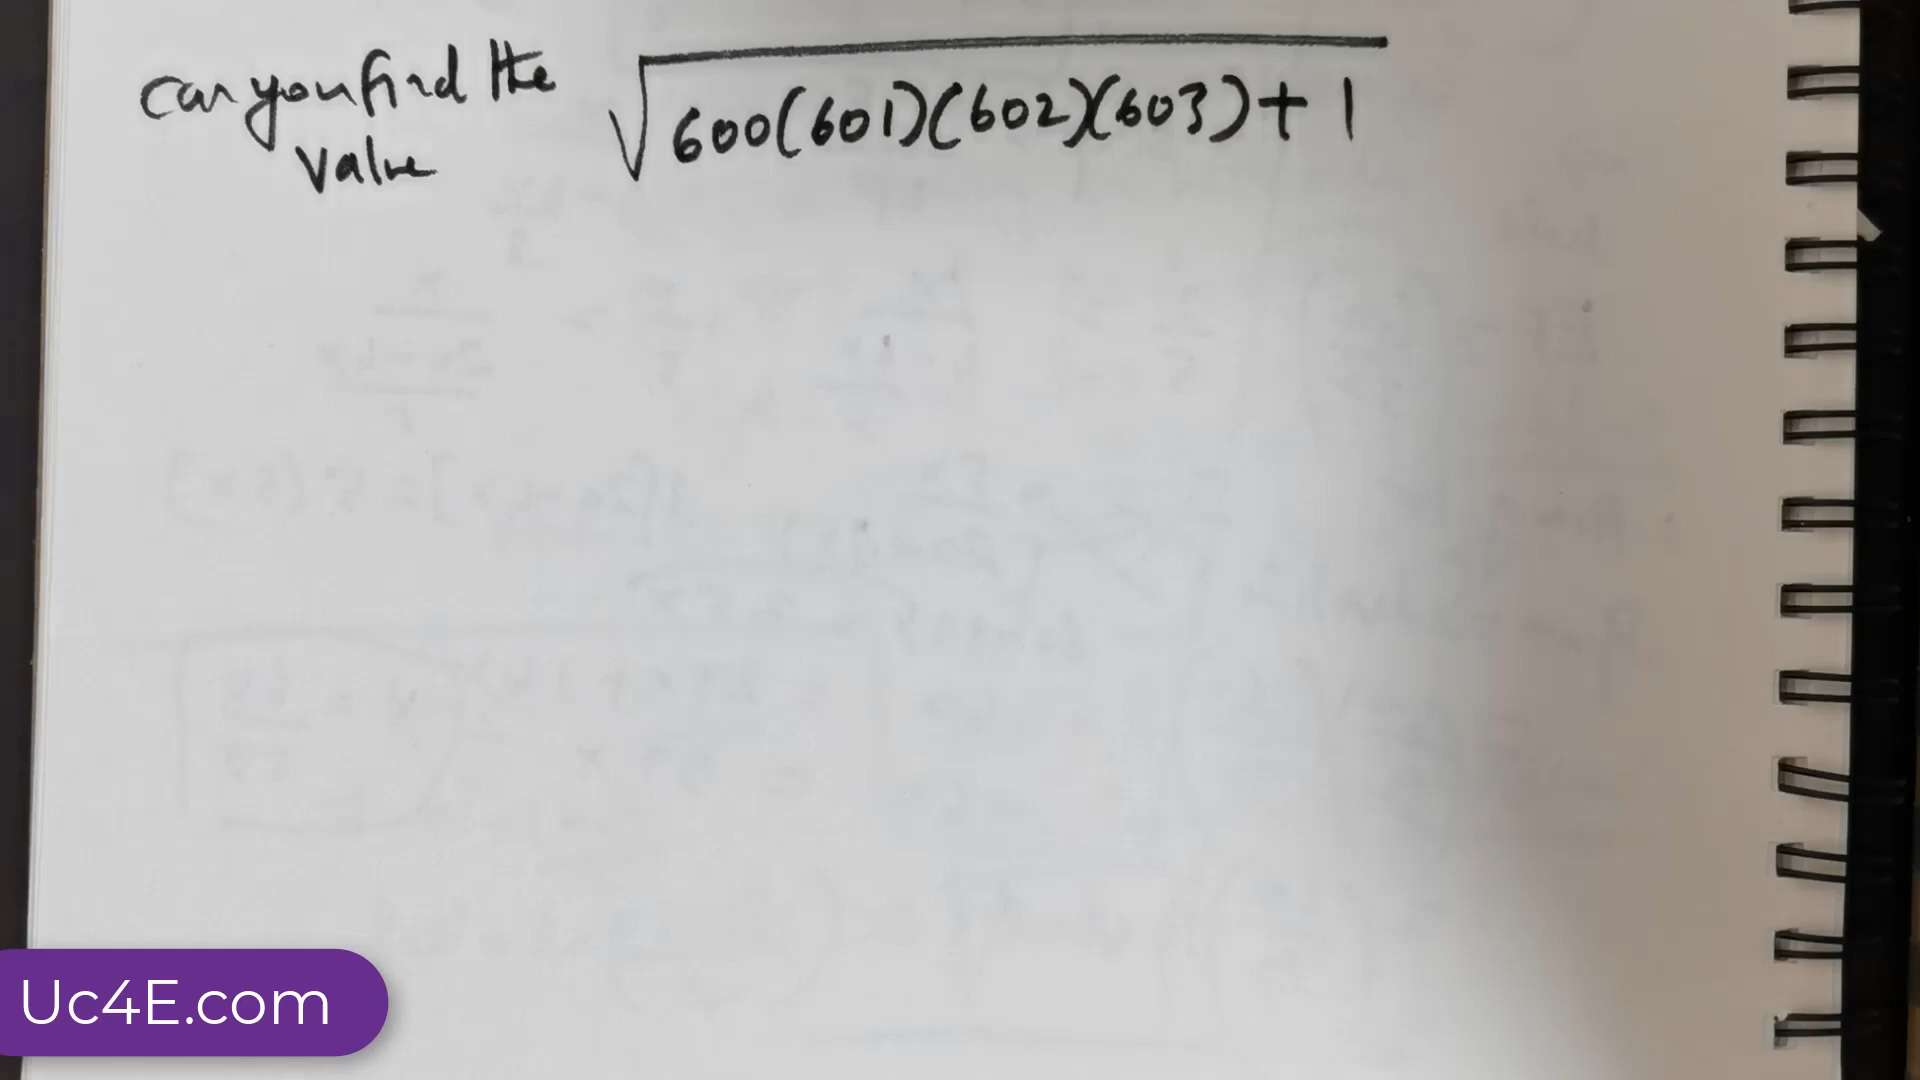 can you find the √600(601)(602)(603) + 1
value
Uc4E.com